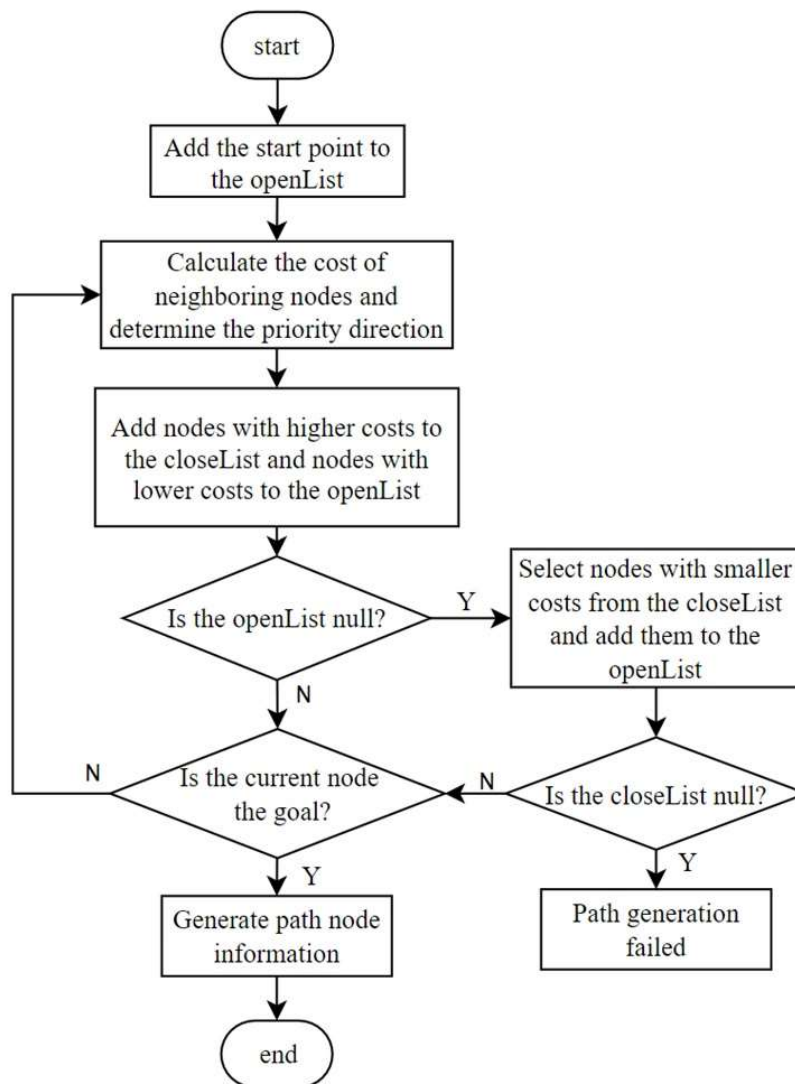 start
Add the start point to
the openList
Calculate the cost of
neighboring nodes and
determine the priority direction
Add nodes with higher costs to
the closeList and nodes with
lower costs to the openList
Is the openList null?
Y
Select nodes with smaller
costs from the closeList
and add them to the
openList
N
Is the current node
the goal?
N
N
Is the closeList null?
Y
Y
Generate path node
information
Path generation
failed
end